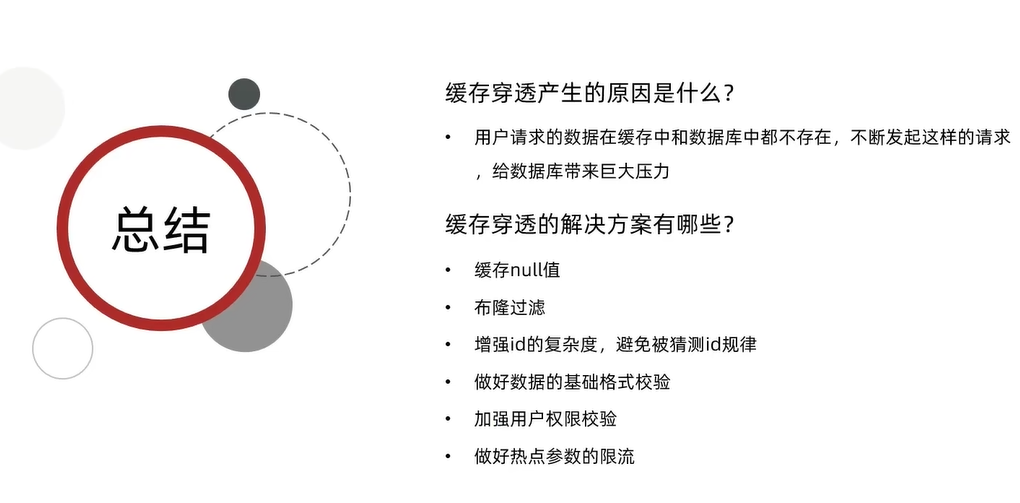 总结
缓存穿透产生的原因是什么？
• 用户请求的数据在缓存中和数据库中都不存在，不断发起这样的请求
，给数据库带来巨大压力
缓存穿透的解决方案有哪些？
• 缓存null值
• 布隆过滤
• 增强id的复杂度，避免被猜测id规律
• 做好数据的基础格式校验
• 加强用户权限校验
• 做好热点参数的限流